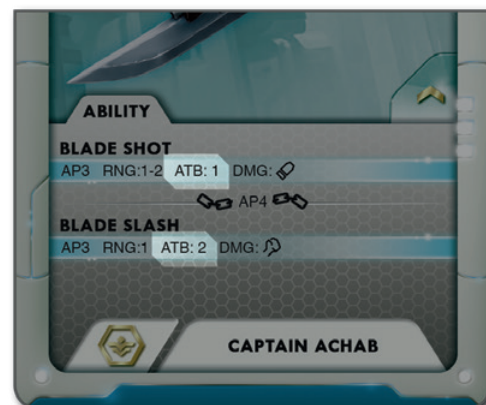 ABILITY
BLADE SHOT
AP3 RNG:1-2 ATB: 1 DMG:
AP4
BLADE SLASH
AP3 RNG:1 ATB: 2 DMG:
CAPTAIN ACHAB